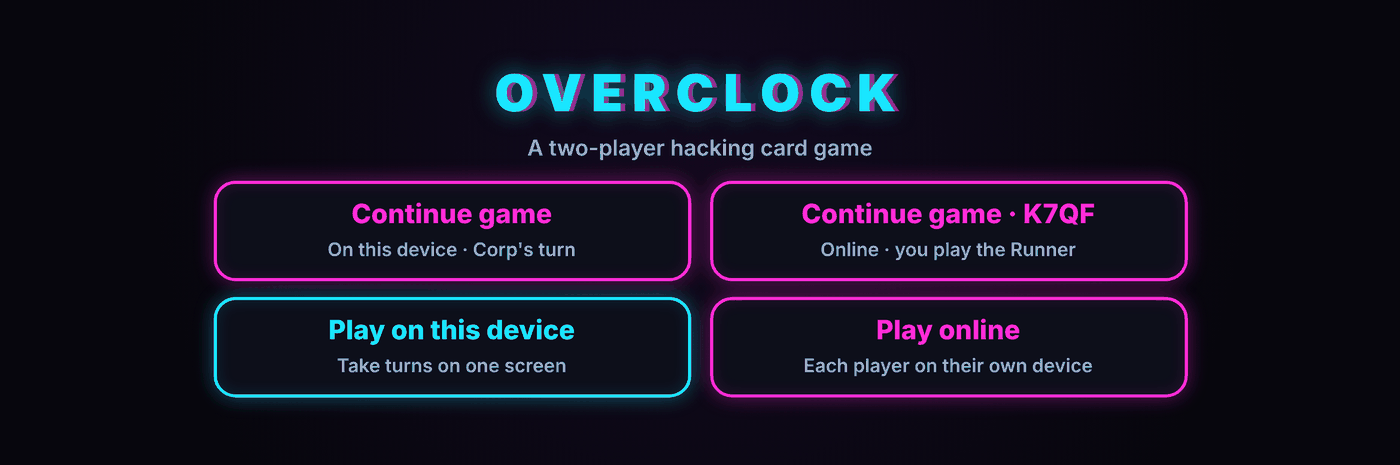 OVERCLOCK
A two-player hacking card game
Continue game
On this device · Corp's turn
Continue game · K7QF
Online · you play the Runner
Play on this device
Take turns on one screen
Play online
Each player on their own device